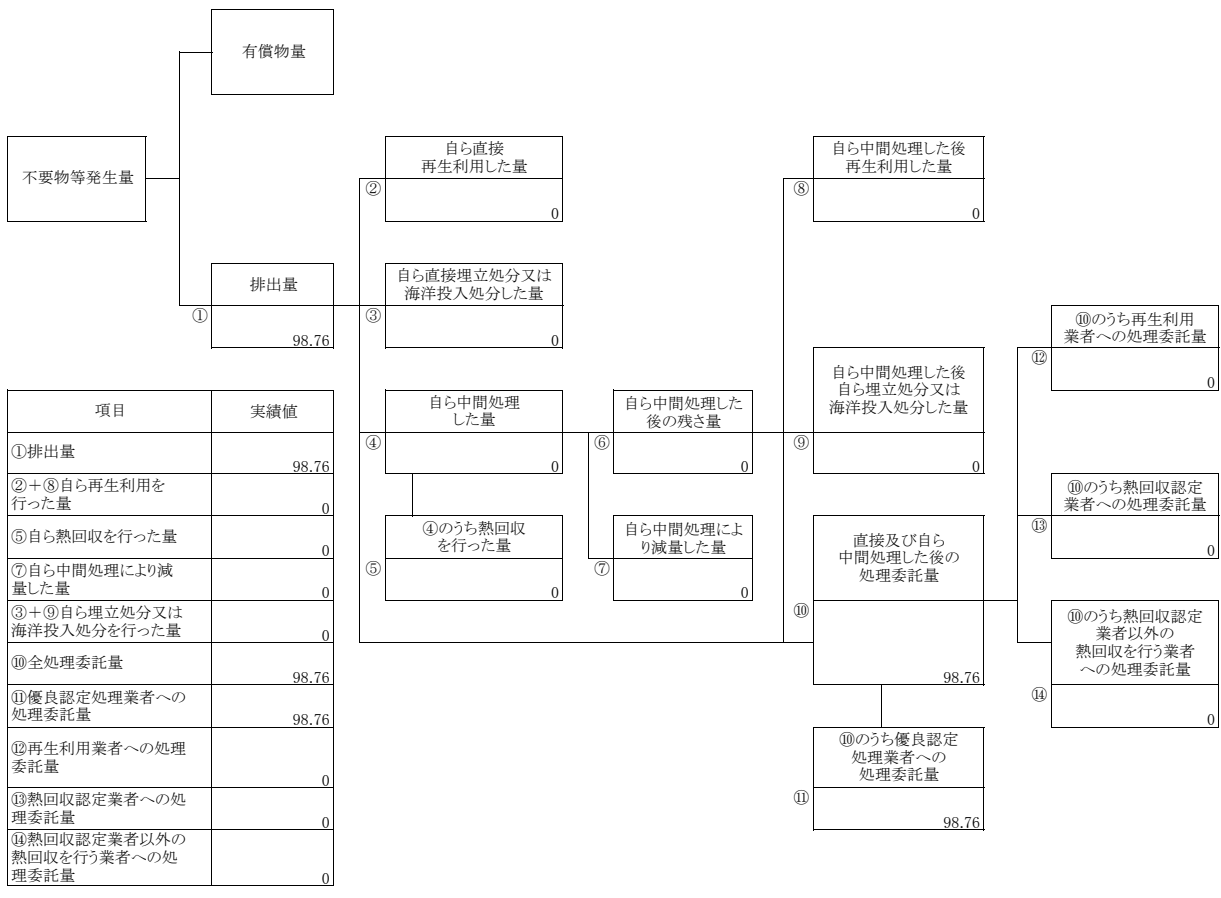 有償物量
不要物等発生量
排出量
①
98.76
自ら直接
再生利用した量
②
0
自ら直接埋立処分又は
海洋投入処分した量
③
0
自ら中間処理
した量
④
0
④のうち熱回収
を行った量
⑤
0
自ら中間処理した
後の残さ量
⑥
0
自ら中間処理によ
り減量した量
⑦
0
自ら中間処理した後
再生利用した量
⑧
0
自ら中間処理した後
自ら埋立処分又は
海洋投入処分した量
⑨
0
直接及び自ら
中間処理した後の
処理委託量
⑩
98.76
⑩のうち優良認定
処理業者への
処理委託量
⑪
98.76
⑩のうち再生利用
業者への処理委託量
⑫
0
⑩のうち熱回収認定
業者への処理委託量
⑬
0
⑩のうち熱回収認定
業者以外の
熱回収を行う業者
への処理委託量
⑭
0
項目 実績値
①排出量
98.76
②＋⑧自ら再生利用を
行った量
0
⑤自ら熱回収を行った量
0
⑦自ら中間処理により減
量した量
0
③＋⑨自ら埋立処分又は
海洋投入処分を行った量
0
⑩全処理委託量
98.76
⑪優良認定処理業者への
処理委託量
98.76
⑫再生利用業者への処理
委託量
0
⑬熱回収認定業者への処
理委託量
0
⑭熱回収認定業者以外の
熱回収を行う業者への処
理委託量
0